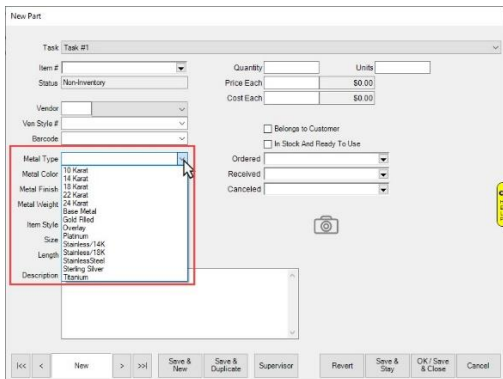 New Part
Task Task #1
Item # Quantity Units
Status Non-Inventory Price Each $0.00
Cost Each $0.00
Vendor
Ven Style #
Barcode
Belongs to Customer
In Stock And Ready To Use
Metal Type Ordered
Metal Color Received
Metal Finish Canceled
Metal Weight
Item Style
Size
Length
Description
10 Karat
14 Karat
18 Karat
22 Karat
24 Karat
Base Metal
Gold Filled
Overlay
Platinum
Stainless/14K
Stainless/18K
StainlessSteel
Sterling Silver
Titanium
|<< < New > >>| Save & New Save & Duplicate Supervisor Revert Save & Stay OK / Save & Close Cancel